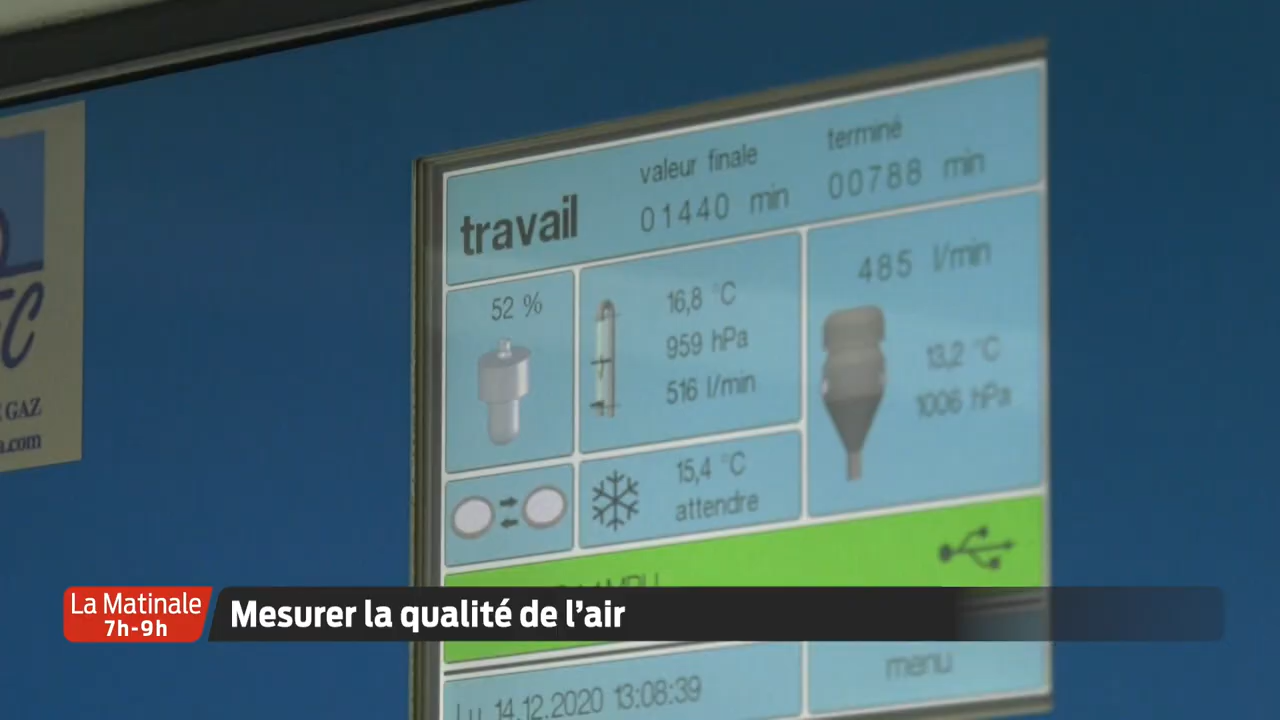 travail
valeur finale
01440 min
terminé
00788 min
52 %
16,8 °C
959 hPa
516 l/min
485 l/min
13,2 °C
1006 hPa
15,4 °C
attendre
GAZ
.com
La Matinale
7h-9h
Mesurer la qualité de l’air
Lu 14.12.2020 13:08:39
menu